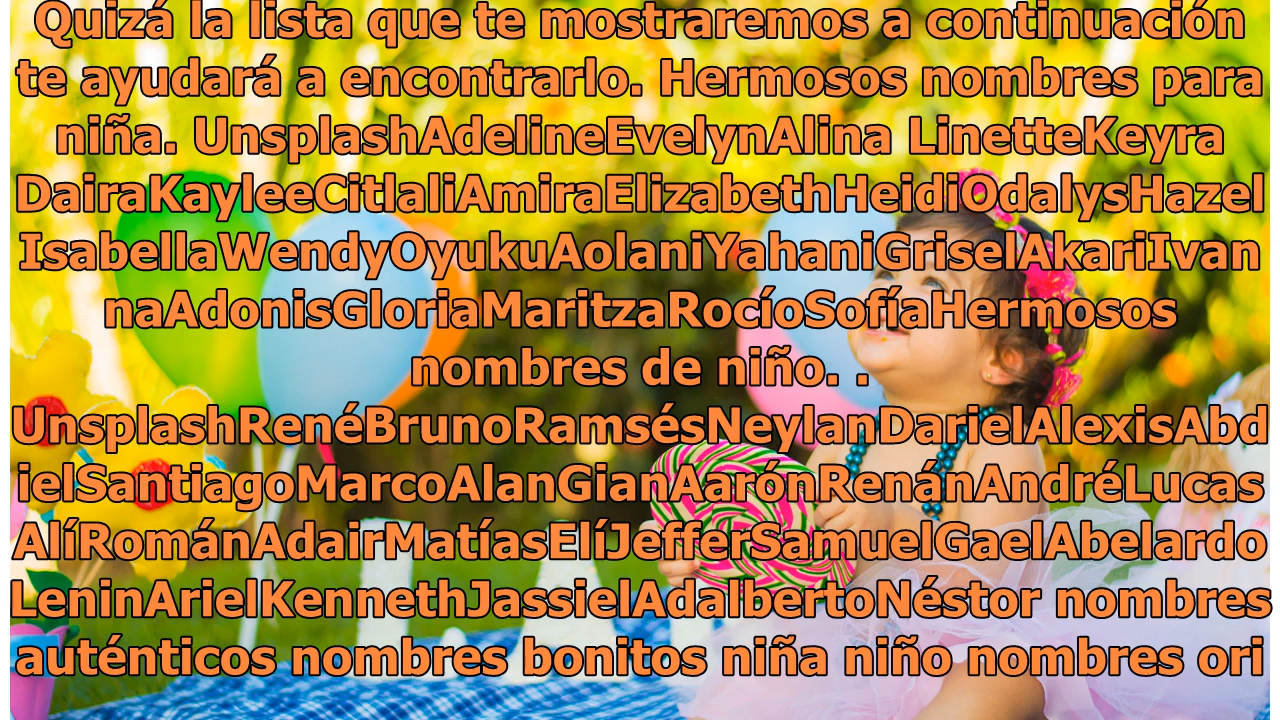 Quizá la lista que te mostraremos a continuación
te ayudará a encontrarlo. Hermosos nombres para
niña. UnsplashAdelineEvelynAlina LinetteKeyra
DairaKayleeCitlaliAmiraElizabethHeidiOdalysHazel
IsabellaWendyOyukuAolaniYahaniGriselAkariIvan
naAdonisGloriaMaritzaRocíoSofíaHermosos
nombres de niño. .
UnsplashRenéBrunoRamsésNeylanDarielAlexisAbd
ielSantiagoMarcoAlanGianAarónRenánAndréLucas
AlíRománAdairMatíasElíJefferSamuelGaelAbelardo
LeninArielKennethJassielAdalbertoNéstor nombres
auténticos nombres bonitos niña niño nombres ori